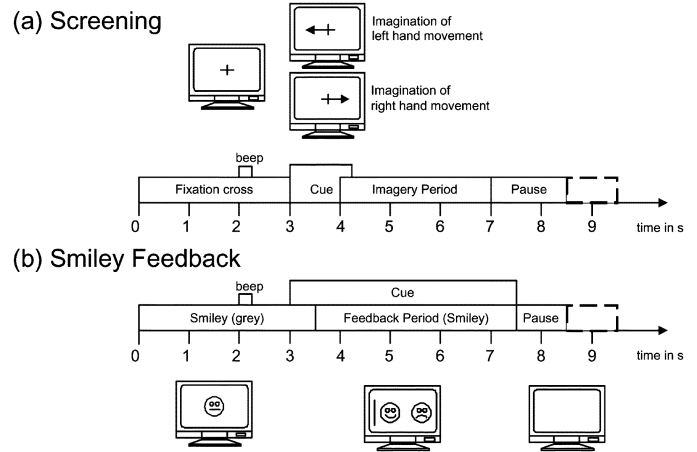 (a) Screening
Imagination of
left hand movement
Imagination of
right hand movement
beep
Fixation cross Cue Imagery Period Pause
0 1 2 3 4 5 6 7 8 9 time in s
(b) Smiley Feedback
beep
Cue
Smiley (grey) Feedback Period (Smiley) Pause
0 1 2 3 4 5 6 7 8 9 time in s